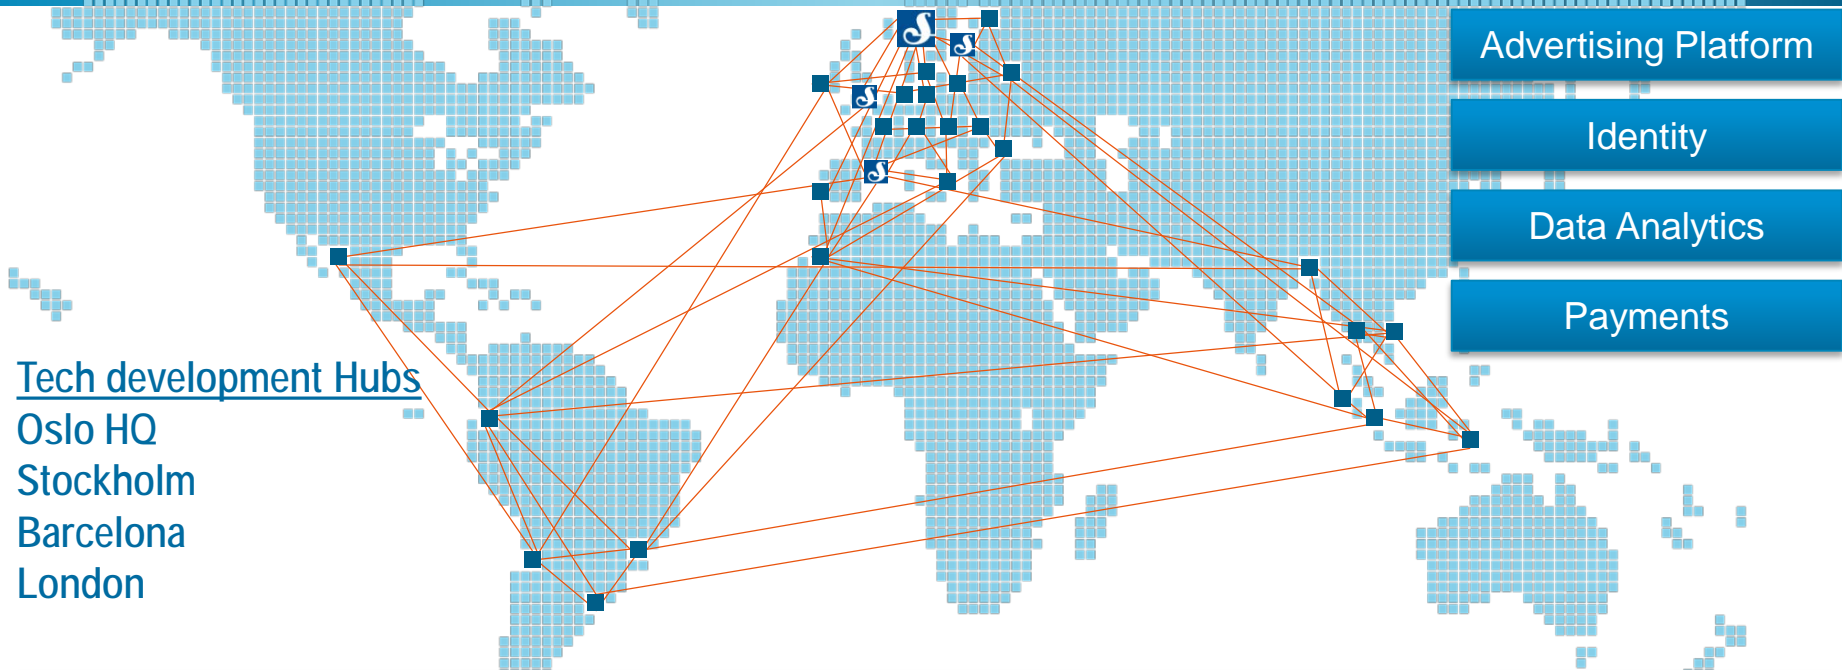 Advertising Platform
Identity
Data Analytics
Payments
Tech development Hubs
Oslo HQ
Stockholm
Barcelona
London